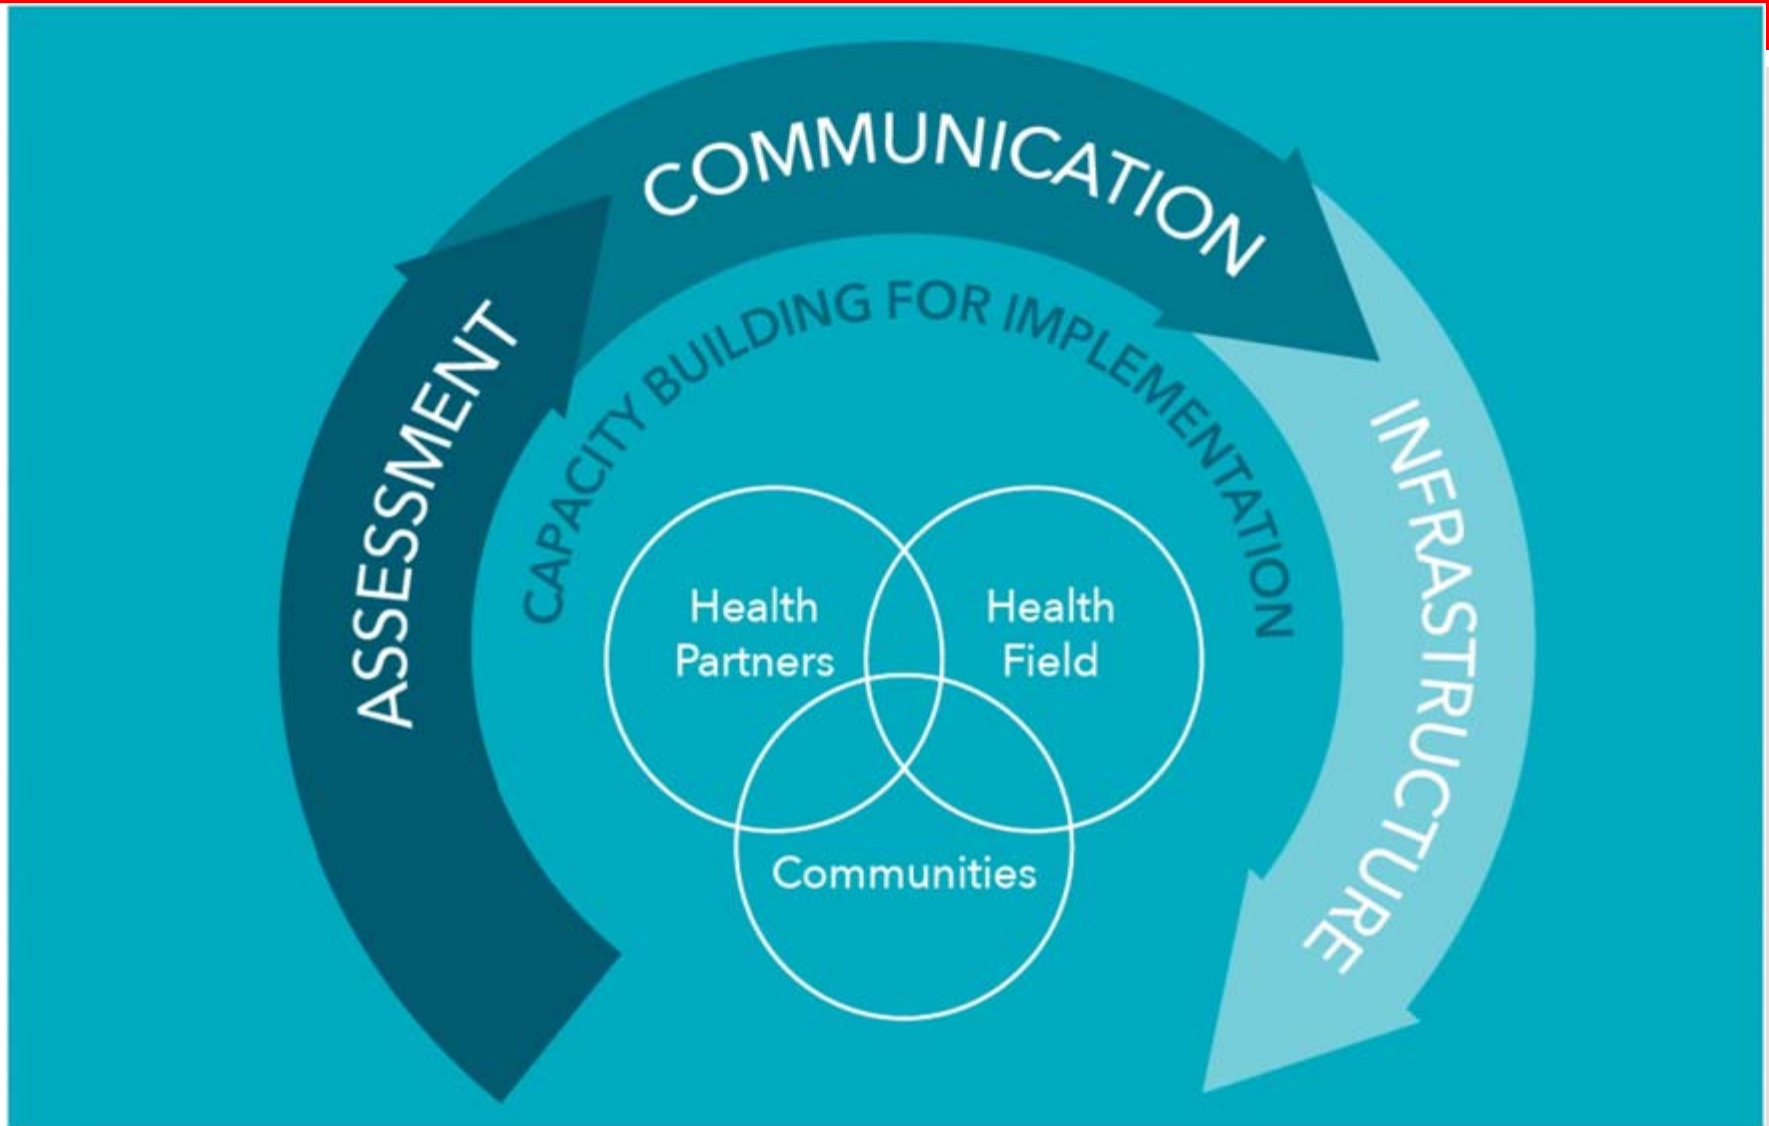 COMMUNICATION
ASSESSMENT
INFRASTRUCTURE
CAPACITY BUILDING FOR IMPLEMENTATION
Health
Partners
Health
Field
Communities